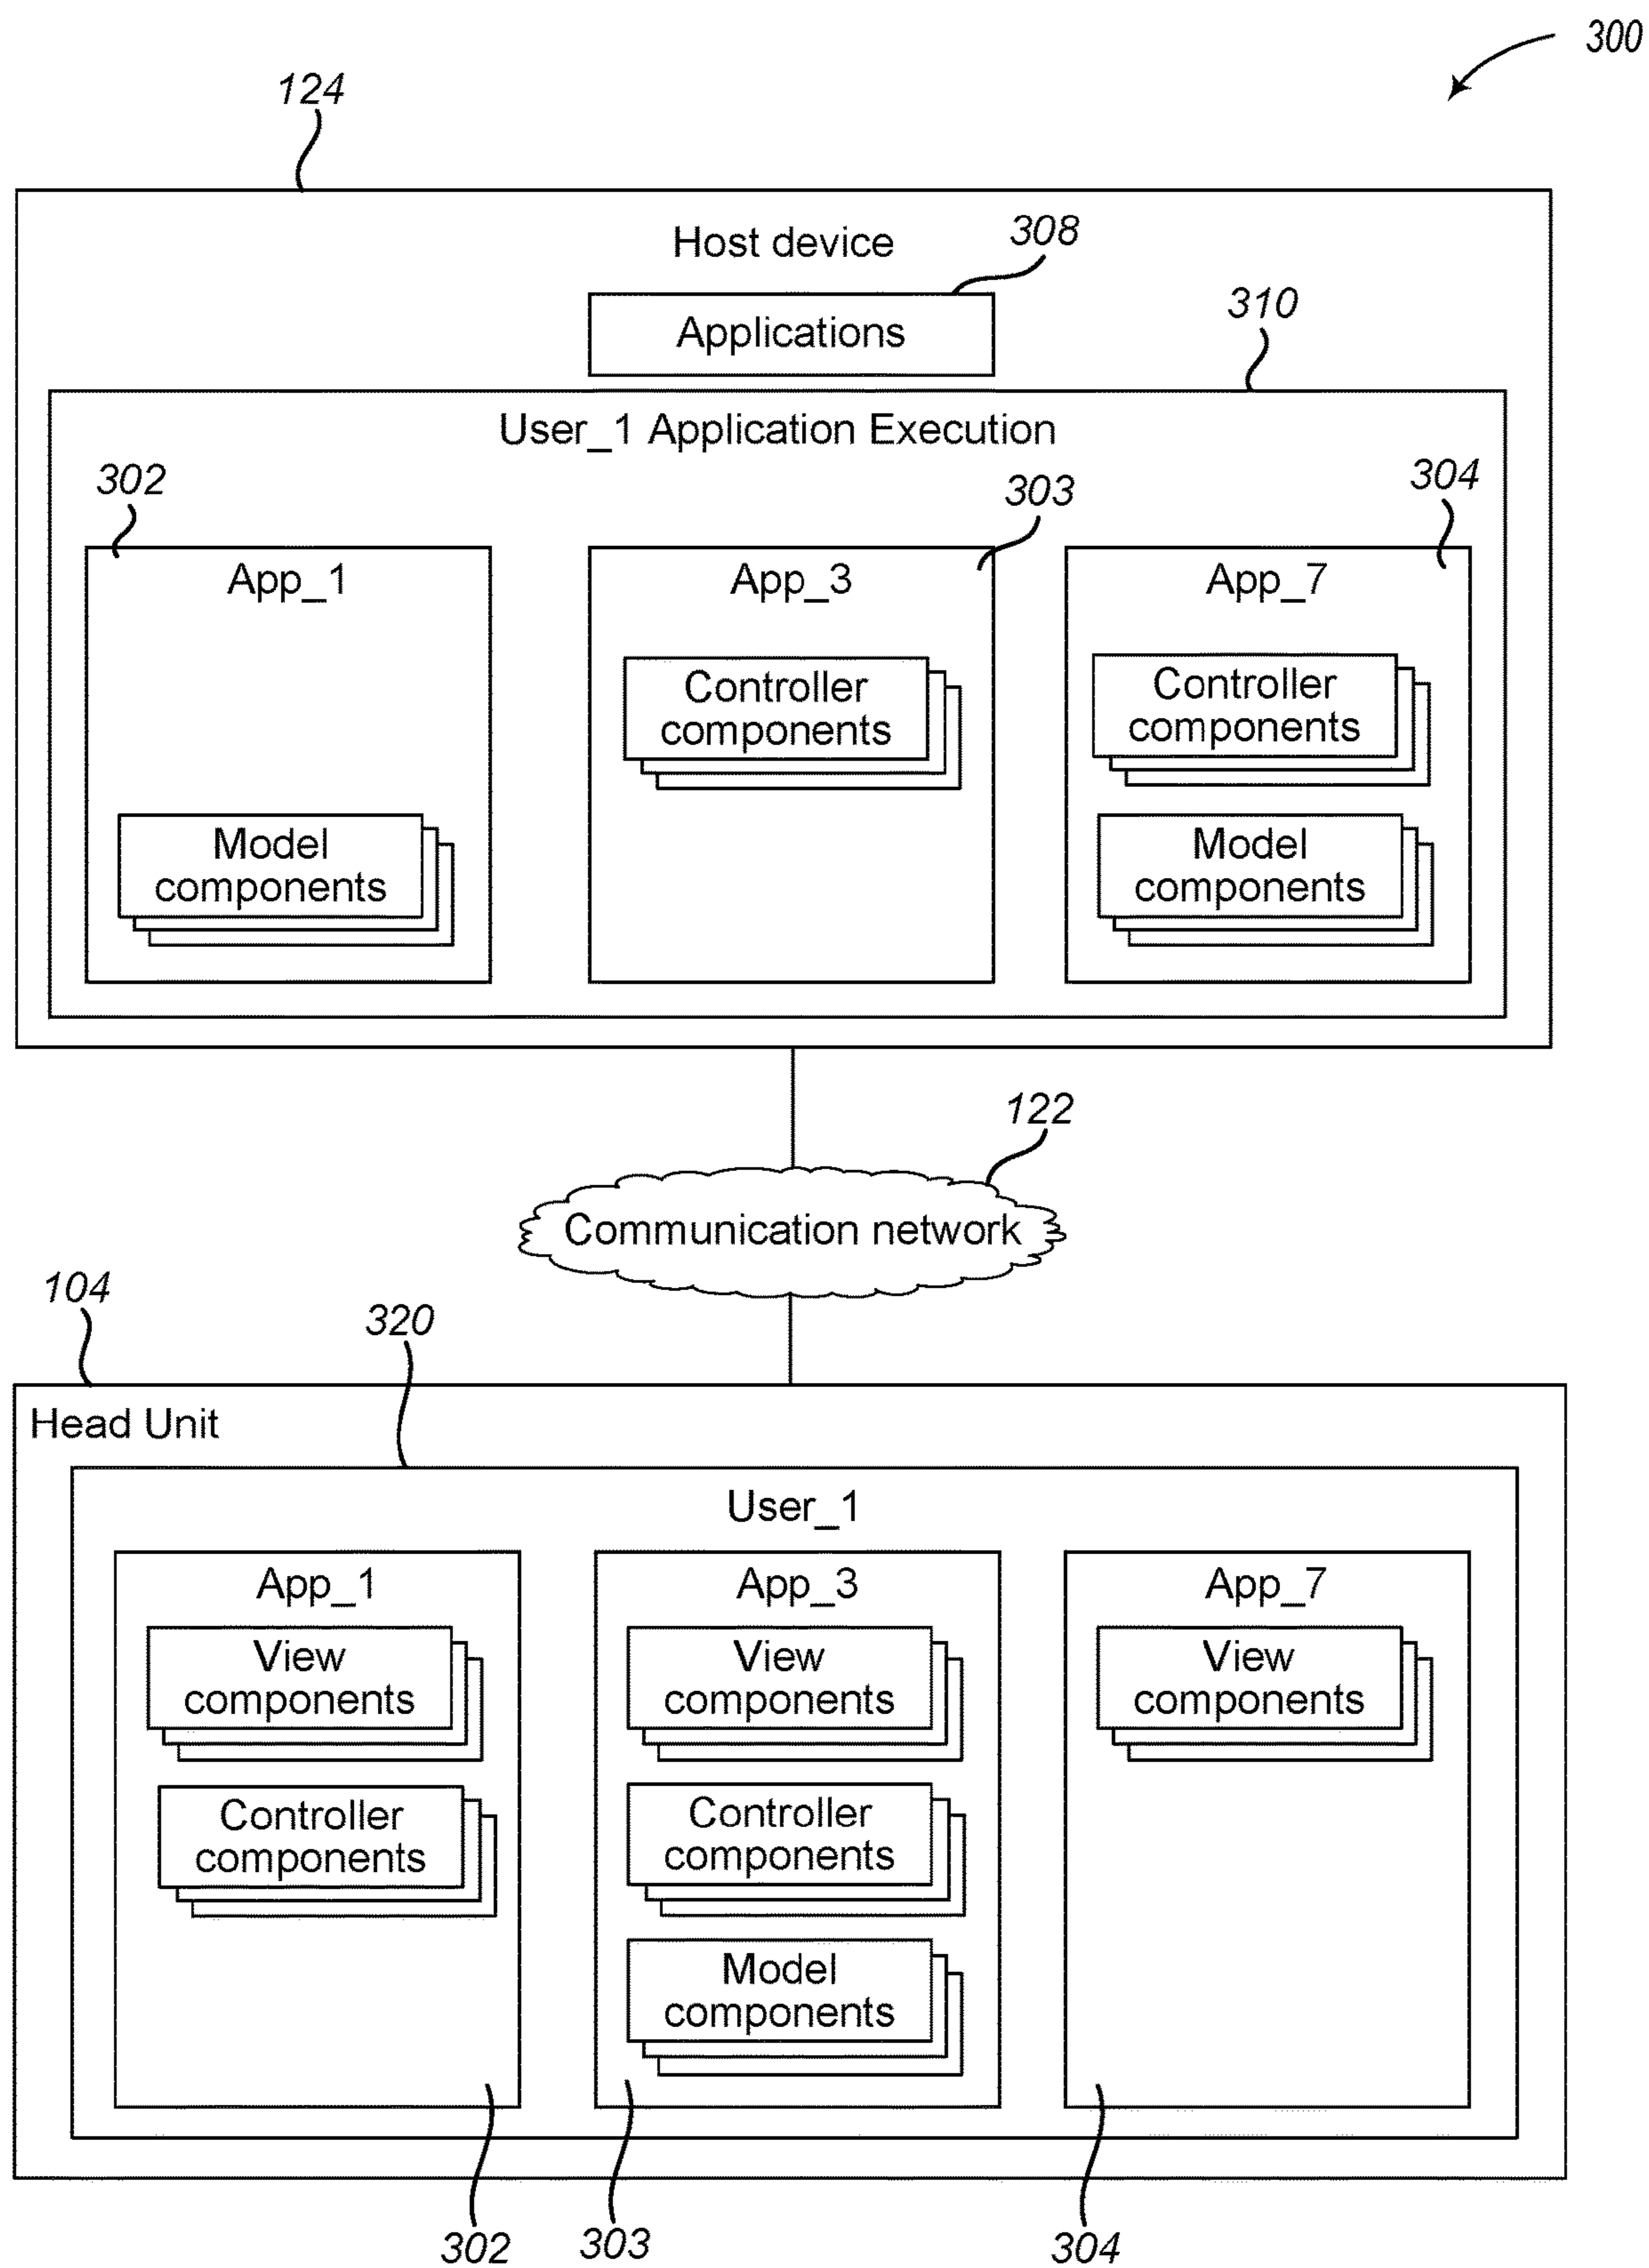 300
124
Host device
308
Applications
310
User_1 Application Execution
302
303
304
App_1
App_3
App_7
Controller
components
Controller
components
Model
components
Model
components
122
Communication network
104
320
Head Unit
User_1
App_1
App_3
App_7
View
components
View
components
View
components
Controller
components
Controller
components
Model
components
302
303
304